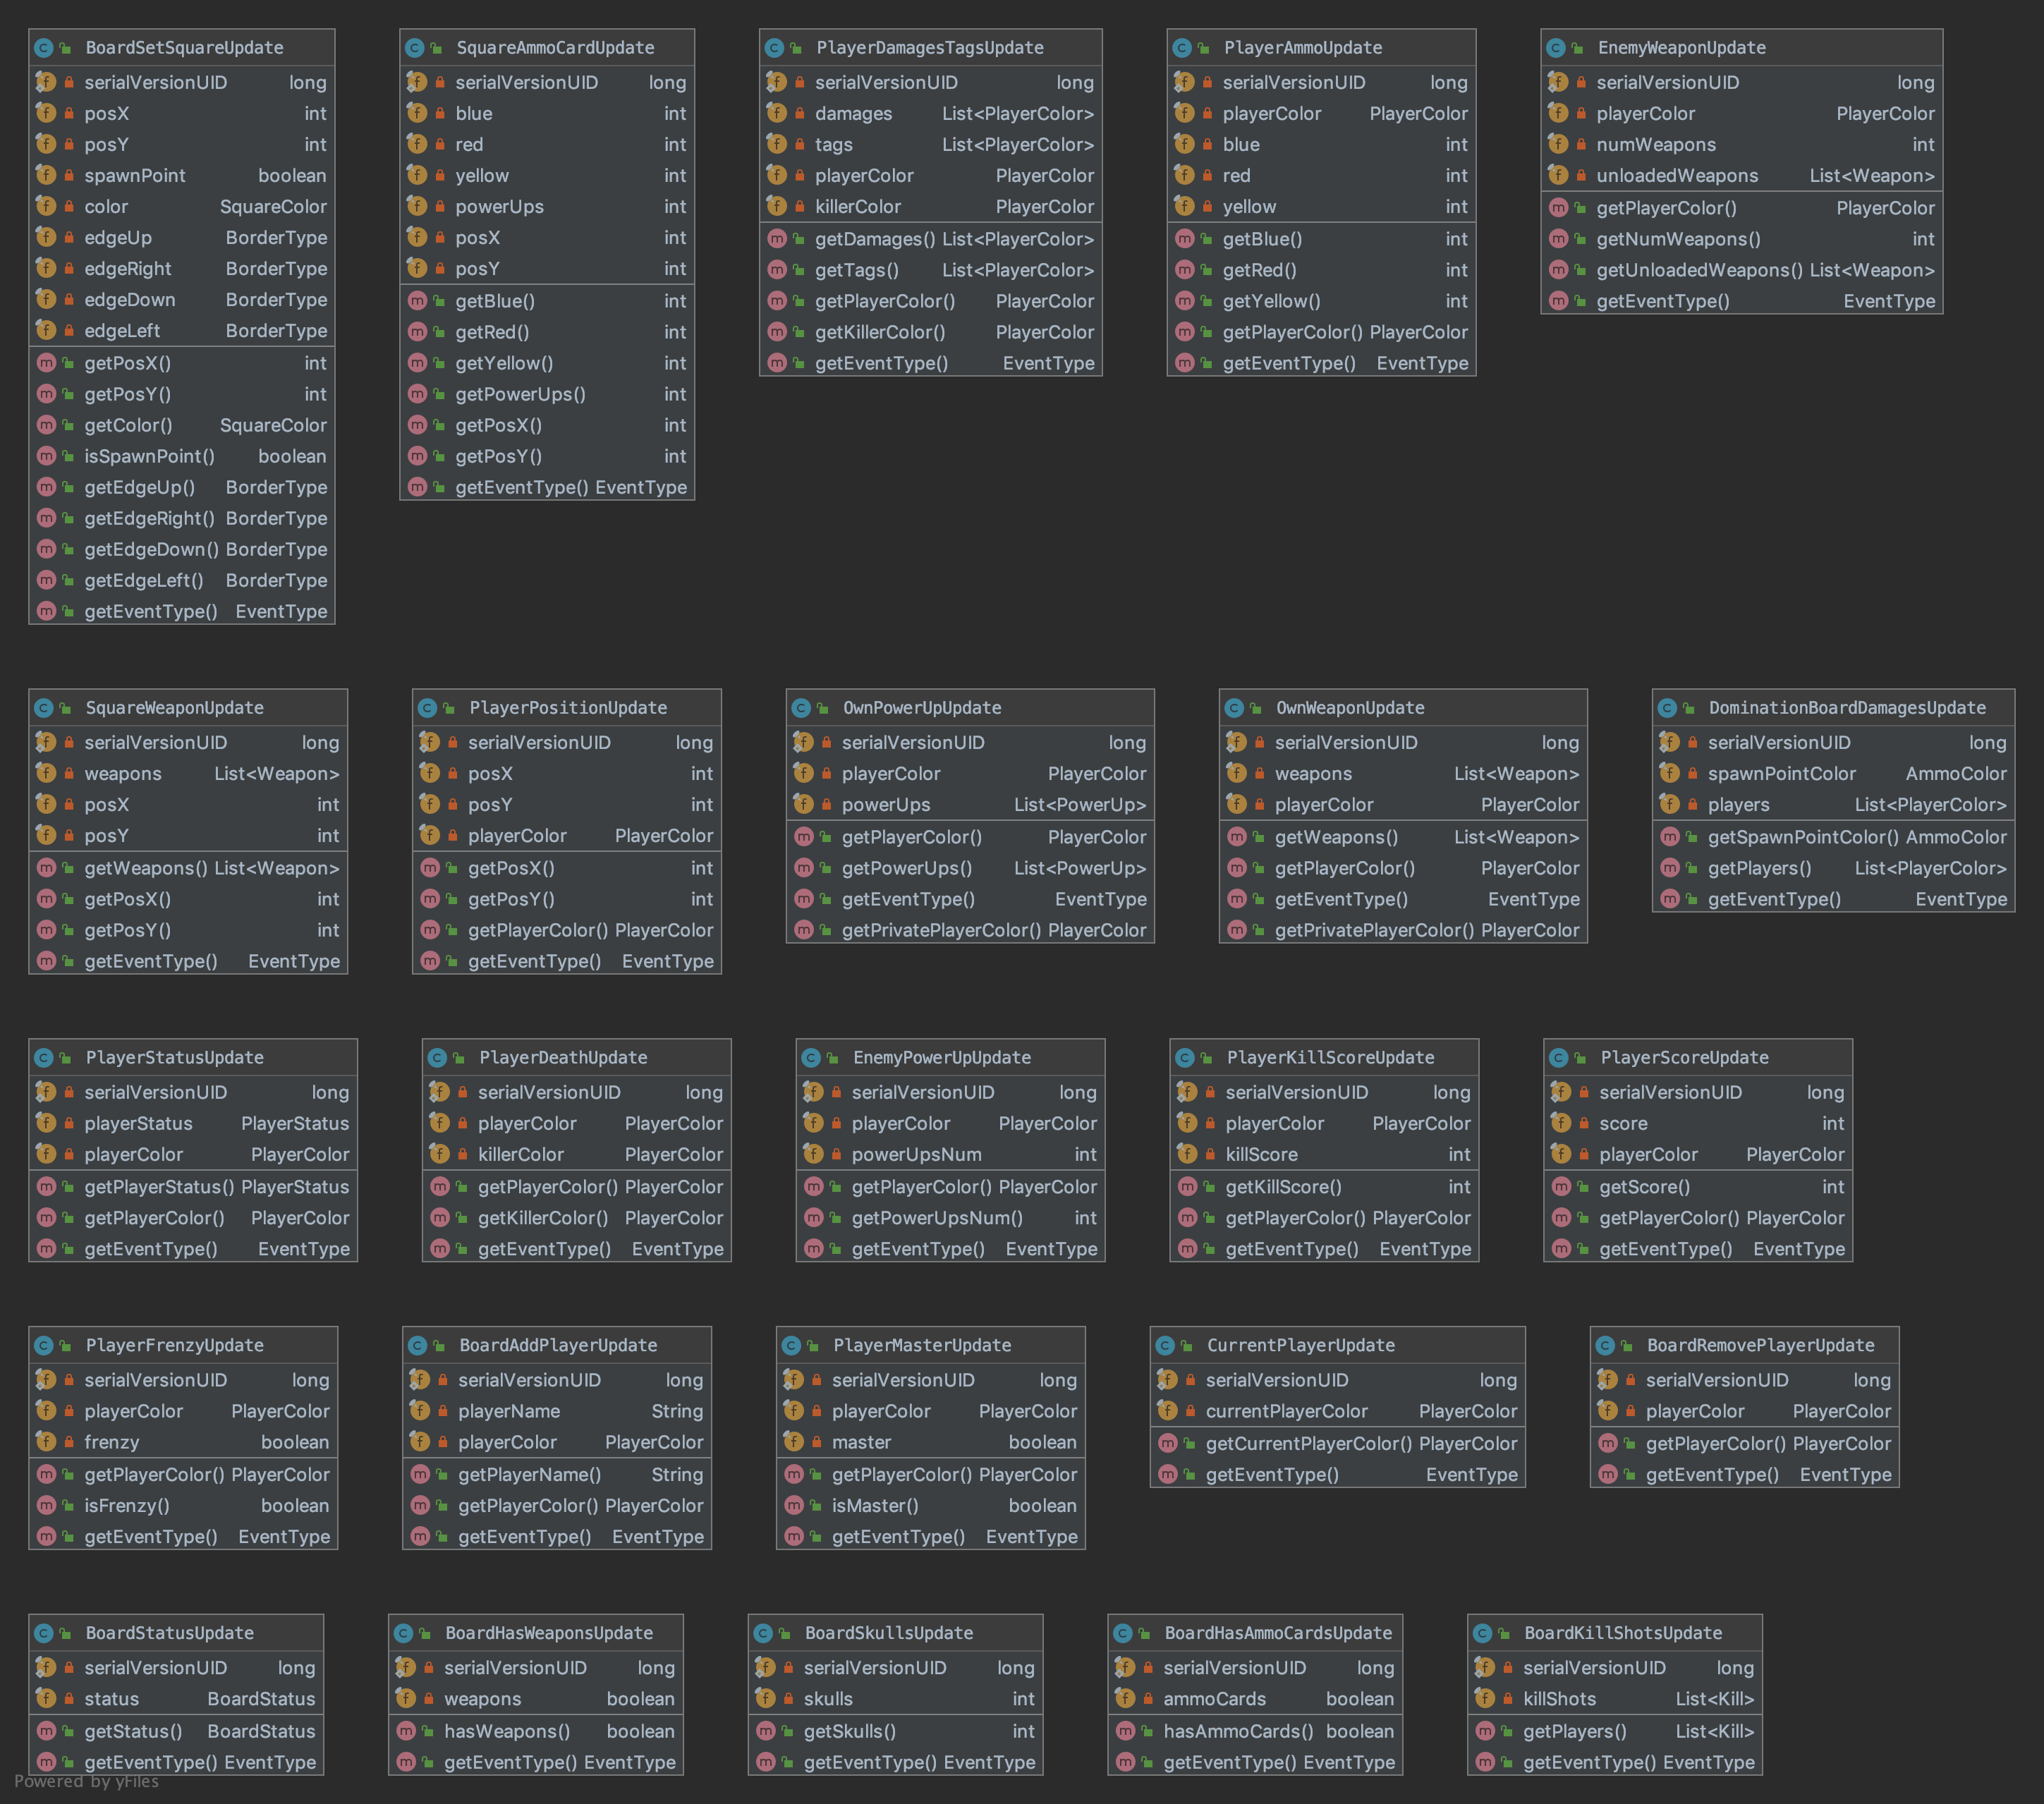 BoardSetSquareUpdate
serialVersionUID long
posX int
posY int
spawnPoint boolean
color SquareColor
edgeUp BorderType
edgeRight BorderType
edgeDown BorderType
edgeLeft BorderType
getPosX() int
getPosY() int
getColor() SquareColor
isSpawnPoint() boolean
getEdgeUp() BorderType
getEdgeRight() BorderType
getEdgeDown() BorderType
getEdgeLeft() BorderType
getEventType() EventType
SquareAmmoCardUpdate
serialVersionUID long
blue int
red int
yellow int
powerUps int
posX int
posY int
getBlue() int
getRed() int
getYellow() int
getPowerUps() int
getPosX() int
getPosY() int
getEventType() EventType
PlayerDamagesTagsUpdate
serialVersionUID long
damages List<PlayerColor>
tags List<PlayerColor>
playerColor PlayerColor
killerColor PlayerColor
getDamages() List<PlayerColor>
getTags() List<PlayerColor>
getPlayerColor() PlayerColor
getKillerColor() PlayerColor
getEventType() EventType
PlayerAmmoUpdate
serialVersionUID long
playerColor PlayerColor
blue int
red int
yellow int
getBlue() int
getRed() int
getYellow() int
getPlayerColor() PlayerColor
getEventType() EventType
EnemyWeaponUpdate
serialVersionUID long
playerColor PlayerColor
numWeapons int
unloadedWeapons List<Weapon>
getPlayerColor() PlayerColor
getNumWeapons() int
getUnloadedWeapons() List<Weapon>
getEventType() EventType
SquareWeaponUpdate
serialVersionUID long
weapons List<Weapon>
posX int
posY int
getWeapons() List<Weapon>
getPosX() int
getPosY() int
getEventType() EventType
PlayerPositionUpdate
serialVersionUID long
posX int
posY int
playerColor PlayerColor
getPosX() int
getPosY() int
getPlayerColor() PlayerColor
getEventType() EventType
OwnPowerUpUpdate
serialVersionUID long
playerColor PlayerColor
powerUps List<PowerUp>
getPlayerColor() PlayerColor
getPowerUps() List<PowerUp>
getEventType() EventType
getPrivatePlayerColor() PlayerColor
OwnWeaponUpdate
serialVersionUID long
weapons List<Weapon>
playerColor PlayerColor
getWeapons() List<Weapon>
getPlayerColor() PlayerColor
getEventType() EventType
getPrivatePlayerColor() PlayerColor
DominationBoardDamagesUpdate
serialVersionUID long
spawnPointColor AmmoColor
players List<PlayerColor>
getSpawnPointColor() AmmoColor
getPlayers() List<PlayerColor>
getEventType() EventType
PlayerStatusUpdate
serialVersionUID long
playerStatus PlayerStatus
playerColor PlayerColor
getPlayerStatus() PlayerStatus
getPlayerColor() PlayerColor
getEventType() EventType
PlayerDeathUpdate
serialVersionUID long
playerColor PlayerColor
killerColor PlayerColor
getPlayerColor() PlayerColor
getKillerColor() PlayerColor
getEventType() EventType
EnemyPowerUpUpdate
serialVersionUID long
playerColor PlayerColor
powerUpsNum int
getPlayerColor() PlayerColor
getPowerUpsNum() int
getEventType() EventType
PlayerKillScoreUpdate
serialVersionUID long
playerColor PlayerColor
killScore int
getKillScore() int
getPlayerColor() PlayerColor
getEventType() EventType
PlayerScoreUpdate
serialVersionUID long
score int
playerColor PlayerColor
getScore() int
getPlayerColor() PlayerColor
getEventType() EventType
PlayerFrenzyUpdate
serialVersionUID long
playerColor PlayerColor
frenzy boolean
getPlayerColor() PlayerColor
isFrenzy() boolean
getEventType() EventType
BoardAddPlayerUpdate
serialVersionUID long
playerName String
playerColor PlayerColor
getPlayerName() String
getPlayerColor() PlayerColor
getEventType() EventType
PlayerMasterUpdate
serialVersionUID long
playerColor PlayerColor
master boolean
getPlayerColor() PlayerColor
isMaster() boolean
getEventType() EventType
CurrentPlayerUpdate
serialVersionUID long
currentPlayerColor PlayerColor
getCurrentPlayerColor() PlayerColor
getEventType() EventType
BoardRemovePlayerUpdate
serialVersionUID long
playerColor PlayerColor
getPlayerColor() PlayerColor
getEventType() EventType
BoardStatusUpdate
serialVersionUID long
status BoardStatus
getStatus() BoardStatus
getEventType() EventType
BoardHasWeaponsUpdate
serialVersionUID long
weapons boolean
hasWeapons() boolean
getEventType() EventType
BoardSkullsUpdate
serialVersionUID long
skulls int
getSkulls() int
getEventType() EventType
BoardHasAmmoCardsUpdate
serialVersionUID long
ammoCards boolean
hasAmmoCards() boolean
getEventType() EventType
BoardKillShotsUpdate
serialVersionUID long
killShots List<Kill>
getPlayers() List<Kill>
getEventType() EventType
Powered by yFiles